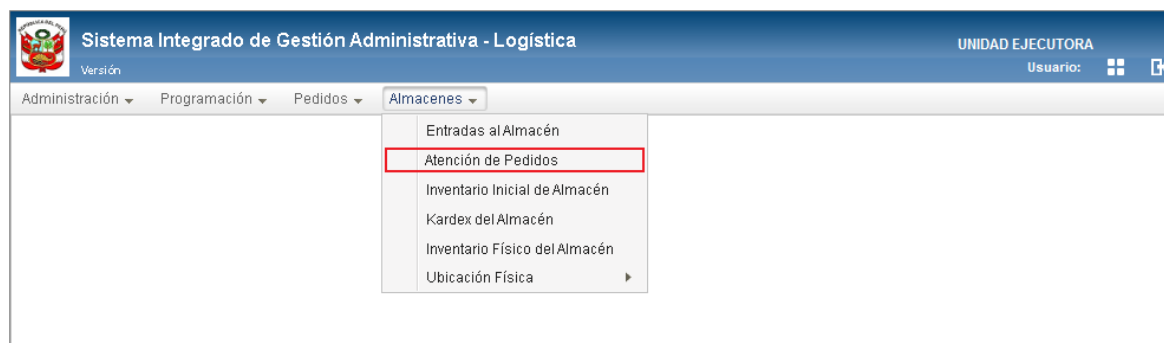 Sistema Integrado de Gestión Administrativa - Logística
Versión
UNIDAD EJECUTORA
Usuario:
Administración Programación Pedidos Almacenes
Entradas al Almacén
Atención de Pedidos
Inventario Inicial de Almacén
Kardex del Almacén
Inventario Físico del Almacén
Ubicación Física